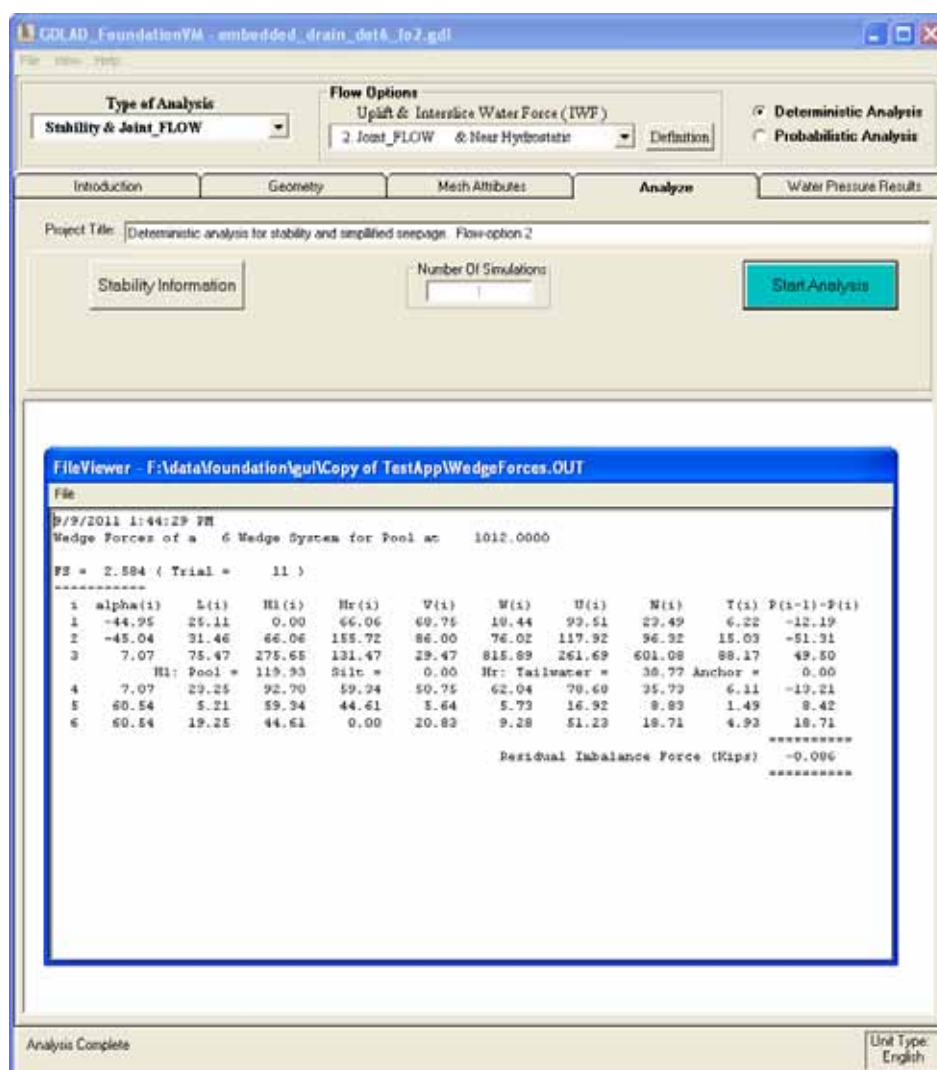 GDLAD_FoundationVM - embedded_drain_det6_fo2.gdl
File View Help
Type of Analysis
Stability & Joint_FLOW
Flow Options
Uplift & Interslice Water Force ( IWF )
2 Joint_FLOW & Near Hydrostatic
Definition
Deterministic Analysis
Probabilistic Analysis
Introduction Geometry Mesh Attributes Analyze Water Pressure Results
Project Title: Deterministic analysis for stability and simplified seepage. Flow-option 2
Stability Information
Number Of Simulations
1
Start Analysis
FileViewer - F:\data\foundation\gui\Copy of TestApp\WedgeForces.OUT
File
9/9/2011 1:44:29 PM
Wedge Forces of a 6 Wedge System for Pool at 1012.0000
FS = 2.584 ( Trial = 11 )
-----------
i alpha(i) L(i) Hl(i) Hr(i) V(i) W(i) U(i) N(i) T(i) P(i-1)-P(i)
1 -44.95 25.11 0.00 66.06 68.75 18.44 93.51 23.49 6.22 -12.19
2 -45.04 31.46 66.06 155.72 86.00 76.02 117.92 96.32 15.03 -51.31
3 7.07 75.47 275.65 131.47 29.47 815.89 261.69 601.08 88.17 49.50
Hl: Pool = 119.93 Silt = 0.00 Hr: Tailwater = 38.77 Anchor = 0.00
4 7.07 23.25 92.70 59.34 50.75 62.04 78.68 35.73 6.11 -13.21
5 60.54 5.21 59.34 44.61 5.64 5.73 16.92 8.83 1.49 8.42
6 60.54 19.25 44.61 0.00 20.83 9.28 51.23 18.71 4.93 18.71
==========
Residual Imbalance Force (Kips) -0.086
==========
Analysis Complete
Unit Type:
English